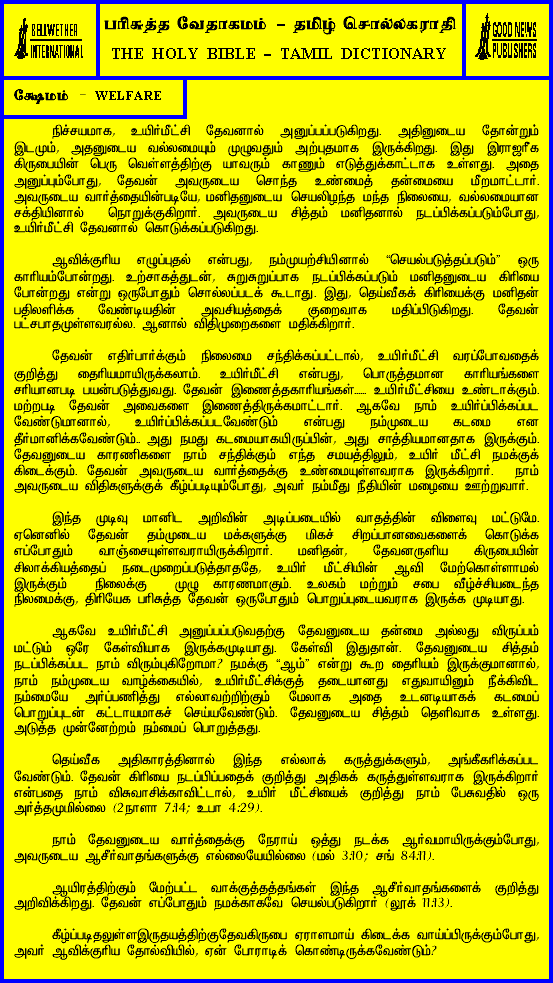 BELLWETHER
INTERNATIONAL
பரிசுத்த வேதாகமம் - தமிழ் சொல்லகராதி
THE HOLY BIBLE - TAMIL DICTIONARY
GOOD NEWS
PUBLISHERS
க்ஷேமம் - WELFARE
நிச்சயமாக, உயிர்மீட்சி தேவனால் அனுப்பப்படுகிறது. அதினுடைய தோன்றும்
இடமும், அதனுடைய வல்லமையும் முழுவதும் அற்புதமாக இருக்கிறது. இது இராஜரீக
கிருபையின் பெரு வெள்ளத்திற்கு யாவரும் காணும் எடுத்துக்காட்டாக உள்ளது. அதை
அனுப்பும்போது, தேவன் அவருடைய சொந்த உண்மைத் தன்மையை மீறமாட்டார்.
அவருடைய வார்த்தையின்படியே, மனிதனுடைய செயலிழந்த மந்த நிலையை, வல்லமையான
சக்தியினால் நொறுக்குகிறார். அவருடைய சித்தம் மனிதனால் நடப்பிக்கப்படும்போது,
உயிர்மீட்சி தேவனால் கொடுக்கப்படுகிறது.
ஆவிக்குரிய எழுப்புதல் என்பது, நம்முயற்சியினால் “செயல்படுத்தப்படும்” ஒரு
காரியம்போன்றது. உற்சாகத்துடன், சுறுசுறுப்பாக நடப்பிக்கப்படும் மனிதனுடைய கிரியை
போன்றது என்று ஒருபோதும் சொல்லப்படக் கூடாது. இது, தெய்வீகக் கிரியைக்கு மனிதன்
பதிலளிக்க வேண்டியதின் அவசியத்தைக் குறைவாக மதிப்பிடுகிறது. தேவன்
பட்சபாதமுள்ளவரல்ல. ஆனால் விதிமுறைகளை மதிக்கிறார்.
தேவன் எதிர்பார்க்கும் நிலைமை சந்திக்கப்பட்டால், உயிர்மீட்சி வரப்போவதைக்
குறித்து தைரியமாயிருக்கலாம். உயிர்மீட்சி என்பது, பொருத்தமான காரியங்களை
சரியானபடி பயன்படுத்துவது. தேவன் இணைத்தகாரியங்கள்...... உயிர்மீட்சியை உண்டாக்கும்.
மற்றபடி தேவன் அவைகளை இணைத்திருக்கமாட்டார். ஆகவே நாம் உயிர்ப்பிக்கப்பட
வேண்டுமானால், உயிர்ப்பிக்கப்படவேண்டும் என்பது நம்முடைய கடமை என
தீர்மானிக்கவேண்டும். அது நமது கடமையாகயிருப்பின், அது சாத்தியமானதாக இருக்கும்.
தேவனுடைய காரணிகளை நாம் சந்திக்கும் எந்த சமயத்திலும், உயிர் மீட்சி நமக்குக்
கிடைக்கும். தேவன் அவருடைய வார்த்தைக்கு உண்மையுள்ளவராக இருக்கிறார். நாம்
அவருடைய விதிகளுக்குக் கீழ்ப்படியும்போது, அவர் நம்மீது நீதியின் மழையை ஊற்றுவார்.
இந்த முடிவு மானிட அறிவின் அடிப்படையில் வாதத்தின் விளைவு மட்டுமே.
ஏனெனில் தேவன் தம்முடைய மக்களுக்கு மிகச் சிறப்பானவைகளைக் கொடுக்க
எப்போதும் வாஞ்சையுள்ளவராயிருக்கிறார். மனிதன், தேவனருளிய கிருபையின்
சிலாக்கியத்தைப் நடைமுறைப்படுத்தாததே, உயிர் மீட்சியின் ஆவி மேற்கொள்ளாமல்
இருக்கும் நிலைக்கு முழு காரணமாகும். உலகம் மற்றும் சபை வீழ்ச்சியடைந்த
நிலமைக்கு, திரியேக பரிசுத்த தேவன் ஒருபோதும் பொறுப்புடையவராக இருக்க முடியாது.
ஆகவே உயிர்மீட்சி அனுப்பப்படுவதற்கு தேவனுடைய தன்மை அல்லது விருப்பம்
மட்டும் ஒரே கேள்வியாக இருக்கமுடியாது. கேள்வி இதுதான். தேவனுடைய சித்தம்
நடப்பிக்கப்பட நாம் விரும்புகிறோமா? நமக்கு “ஆம்” என்று கூற தைரியம் இருக்குமானால்,
நாம் நம்முடைய வாழ்க்கையில், உயிர்மீட்சிக்குத் தடையானது எதுவாயினும் நீக்கிவிட
நம்மையே அர்ப்பணித்து எல்லாவற்றிற்கும் மேலாக அதை உடனடியாகக் கடமைப்
பொறுப்புடன் கட்டாயமாகச் செய்யவேண்டும். தேவனுடைய சித்தம் தெளிவாக உள்ளது.
அடுத்த முன்னேற்றம் நம்மைப் பொறுத்தது.
தெய்வீக அதிகாரத்தினால் இந்த எல்லாக் கருத்துக்களும், அங்கீகரிக்கப்பட
வேண்டும். தேவன் கிரியை நடப்பிப்பதைக் குறித்து அதிகக் கருத்துள்ளவராக இருக்கிறார்
என்பதை நாம் விசுவாசிக்காவிட்டால், உயிர் மீட்சியைக் குறித்து நாம் பேசுவதில் ஒரு
அர்த்தமுமில்லை (2நாளா 7:14; உபா 4:29).
நாம் தேவனுடைய வார்த்தைக்கு நேராய் ஒத்து நடக்க ஆர்வமாயிருக்கும்போது,
அவருடைய ஆசீர்வாதங்களுக்கு எல்லையேயில்லை (மல் 3:10; சங் 84:11).
ஆயிரத்திற்கும் மேற்பட்ட வாக்குத்தத்தங்கள் இந்த ஆசீர்வாதங்களைக் குறித்து
அறிவிக்கிறது. தேவன் எப்போதும் நமக்காகவே செயல்படுகிறார் (லூக் 11:13).
கீழ்ப்படிதலுள்ளஇருதயத்திற்குதேவகிருபை ஏராளமாய் கிடைக்க வாய்ப்பிருக்கும்போது,
அவர் ஆவிக்குரிய தோல்வியில், ஏன் போராடிக் கொண்டிருக்கவேண்டும்?